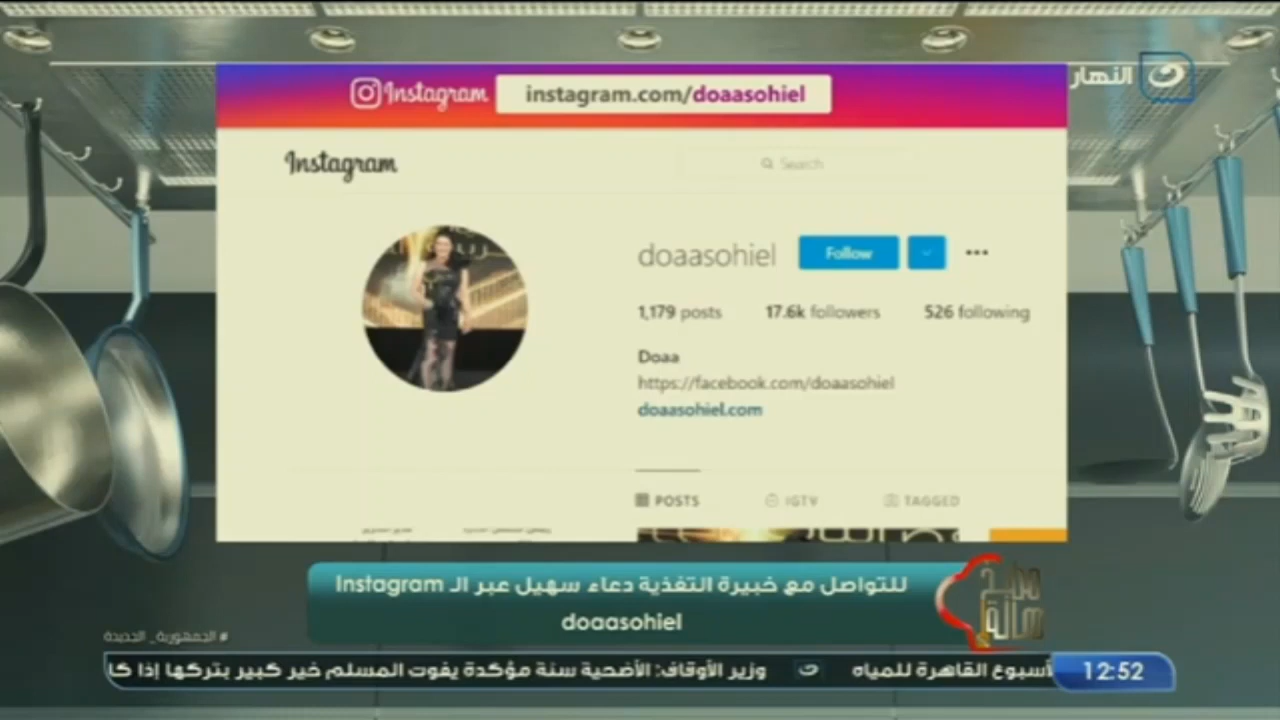 النهار
Instagram
instagram.com/doaasohiel
Instagram
Search
doaasohiel
Follow
1,179 posts 17.6k followers 526 following
Doaa
https://facebook.com/doaasohiel
doaasohiel.com
POSTS IGTV TAGGED
للتواصل مع خبيرة التغذية دعاء سهيل عبر الـ Instagram
doaasohiel
مطبخ
هالة
#الجمهورية_الجديدة
أسبوع القاهرة للمياه وزير الأوقاف: الأضحية سنة مؤكدة يفوت المسلم خير كبير بتركها إذا كا
12:52